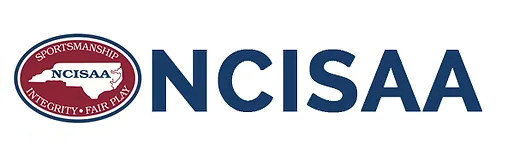 SPORTSMANSHIP
NCISAA
INTEGRITY • FAIR PLAY
NCISAA